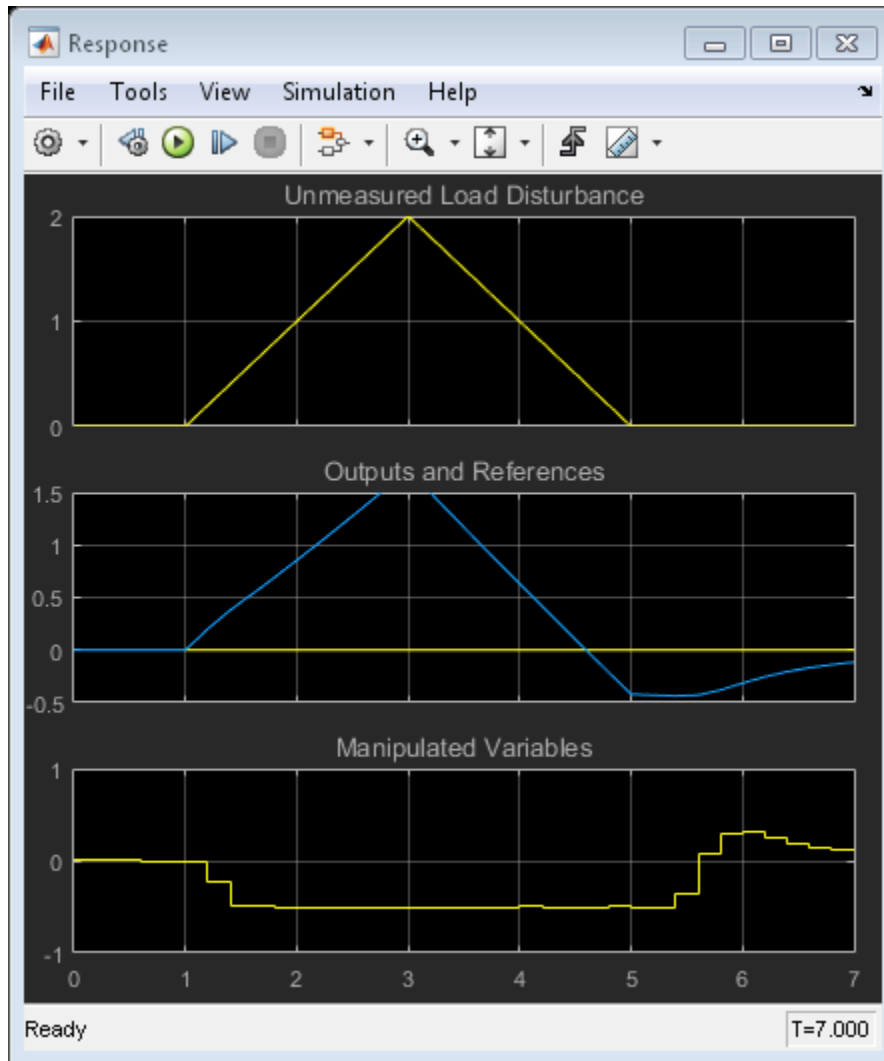 Response
File Tools View Simulation Help
Unmeasured Load Disturbance
2
1
0
Outputs and References
1.5
1
0.5
0
-0.5
Manipulated Variables
1
0
-1
0 1 2 3 4 5 6 7
Ready T=7.000